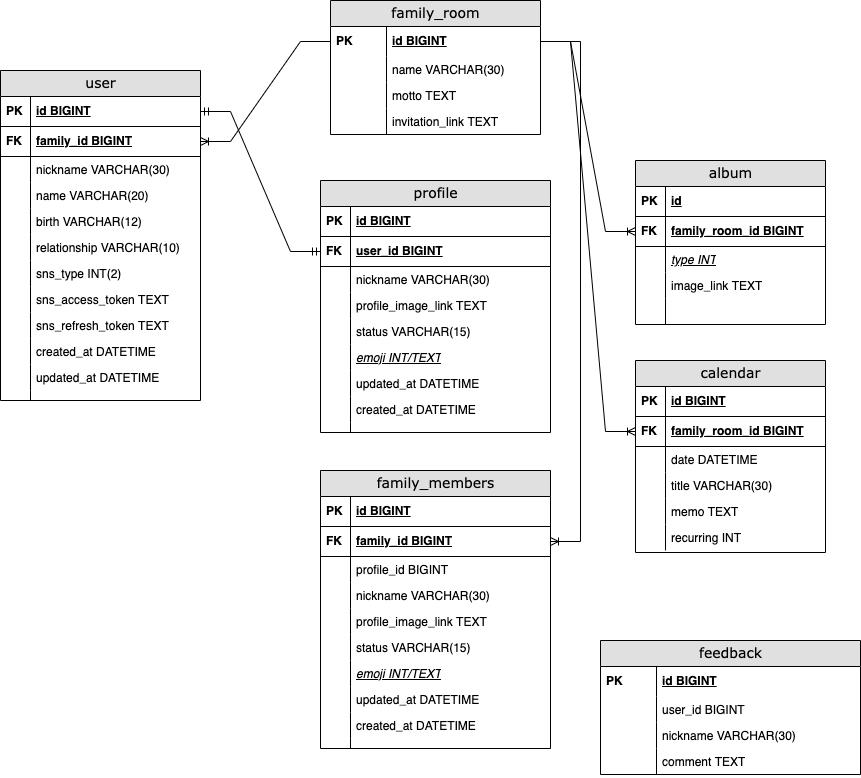 family_room
PK id BIGINT
name VARCHAR(30)
motto TEXT
invitation_link TEXT
user
PK id BIGINT
FK family_id BIGINT
nickname VARCHAR(30)
name VARCHAR(20)
birth VARCHAR(12)
relationship VARCHAR(10)
sns_type INT(2)
sns_access_token TEXT
sns_refresh_token TEXT
created_at DATETIME
updated_at DATETIME
profile
PK id BIGINT
FK user_id BIGINT
nickname VARCHAR(30)
profile_image_link TEXT
status VARCHAR(15)
emoji INT/TEXT
updated_at DATETIME
created_at DATETIME
album
PK id
FK family_room_id BIGINT
type INT
image_link TEXT
calendar
PK id BIGINT
FK family_room_id BIGINT
date DATETIME
title VARCHAR(30)
memo TEXT
recurring INT
family_members
PK id BIGINT
FK family_id BIGINT
profile_id BIGINT
nickname VARCHAR(30)
profile_image_link TEXT
status VARCHAR(15)
emoji INT/TEXT
updated_at DATETIME
created_at DATETIME
feedback
PK id BIGINT
user_id BIGINT
nickname VARCHAR(30)
comment TEXT